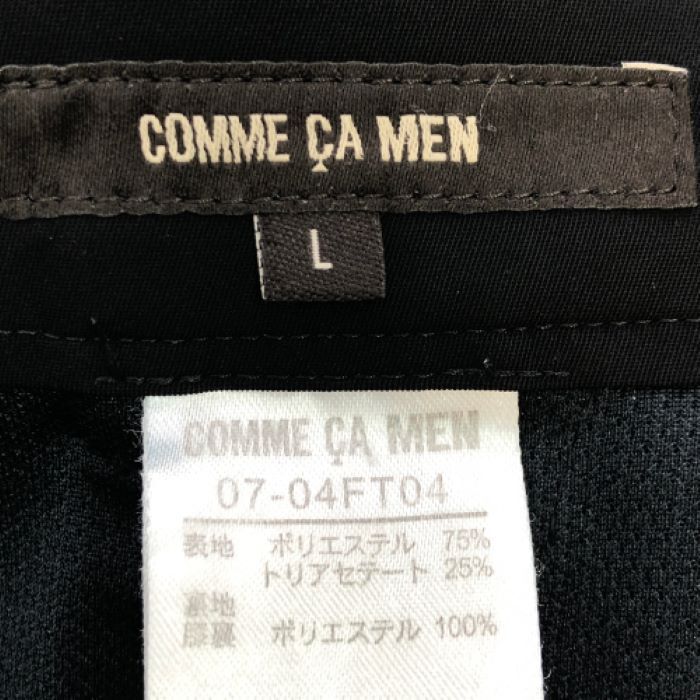 COMME ÇA MEN
L
COMME ÇA MEN
07-04FT04
表地 ポリエステル 75%
トリアセテート 25%
裏地
膝裏 ポリエステル 100%